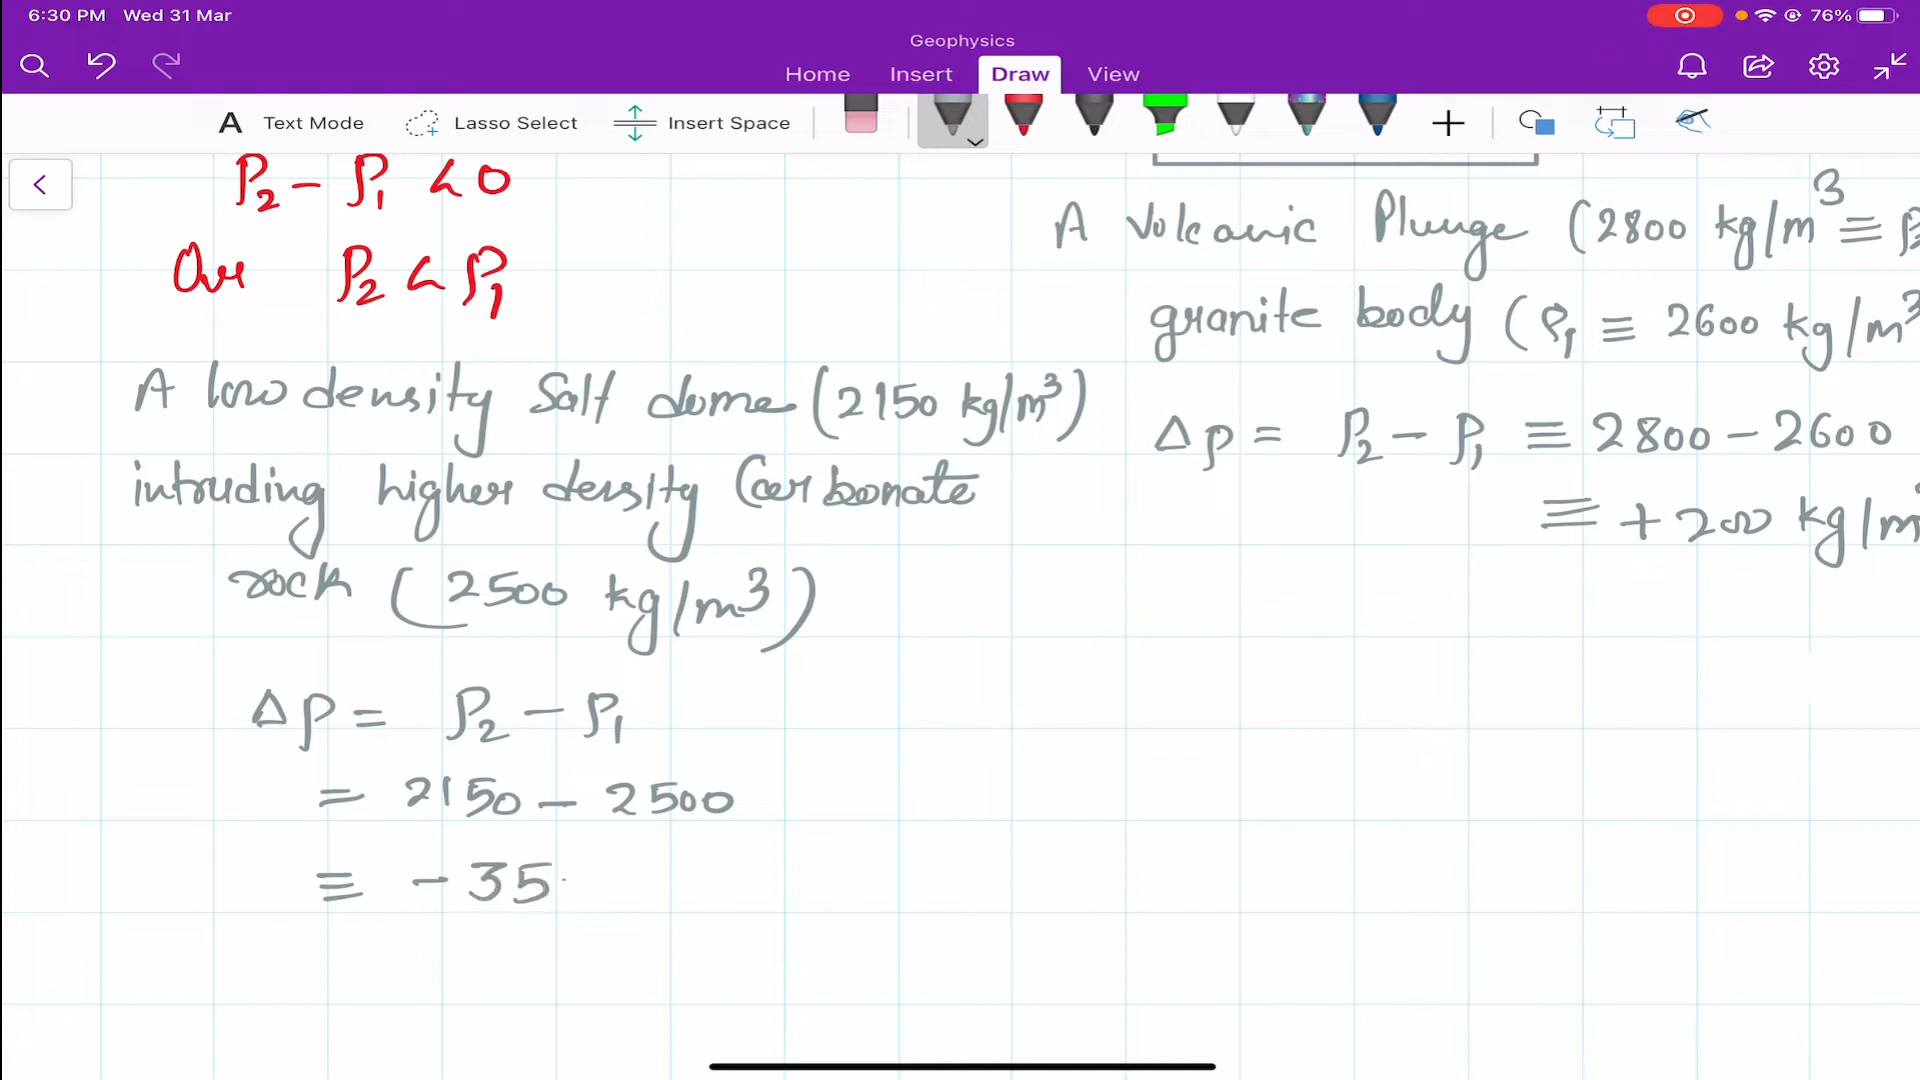 6:30 PM Wed 31 Mar
76%
Geophysics
Home Insert Draw View
A Text Mode Lasso Select Insert Space
ρ₂ - ρ₁ < 0
Our ρ₂ < ρ₁
A low density Salt dome (2150 kg/m³)
intruding higher density Carbonate
rock (2500 kg/m³)
Δρ = ρ₂ - ρ₁
= 2150 - 2500
≡ - 35
A Volcanic Plunge (2800 kg/m³ ≡ ρ
granite body (ρ₁ ≡ 2600 kg/m³
Δρ = ρ₂ - ρ₁ ≡ 2800 - 2600
≡ + 200 kg/m